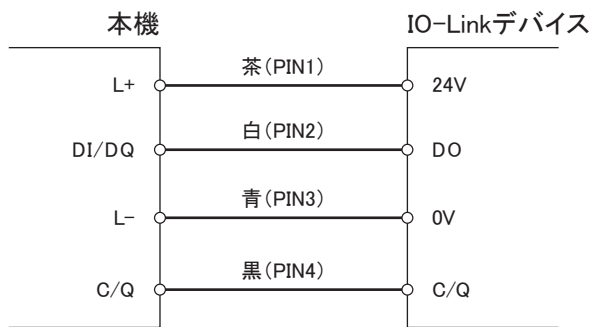 本機 IO-Linkデバイス
L+ 茶(PIN1) 24V
DI/DQ 白(PIN2) DO
L- 青(PIN3) 0V
C/Q 黒(PIN4) C/Q